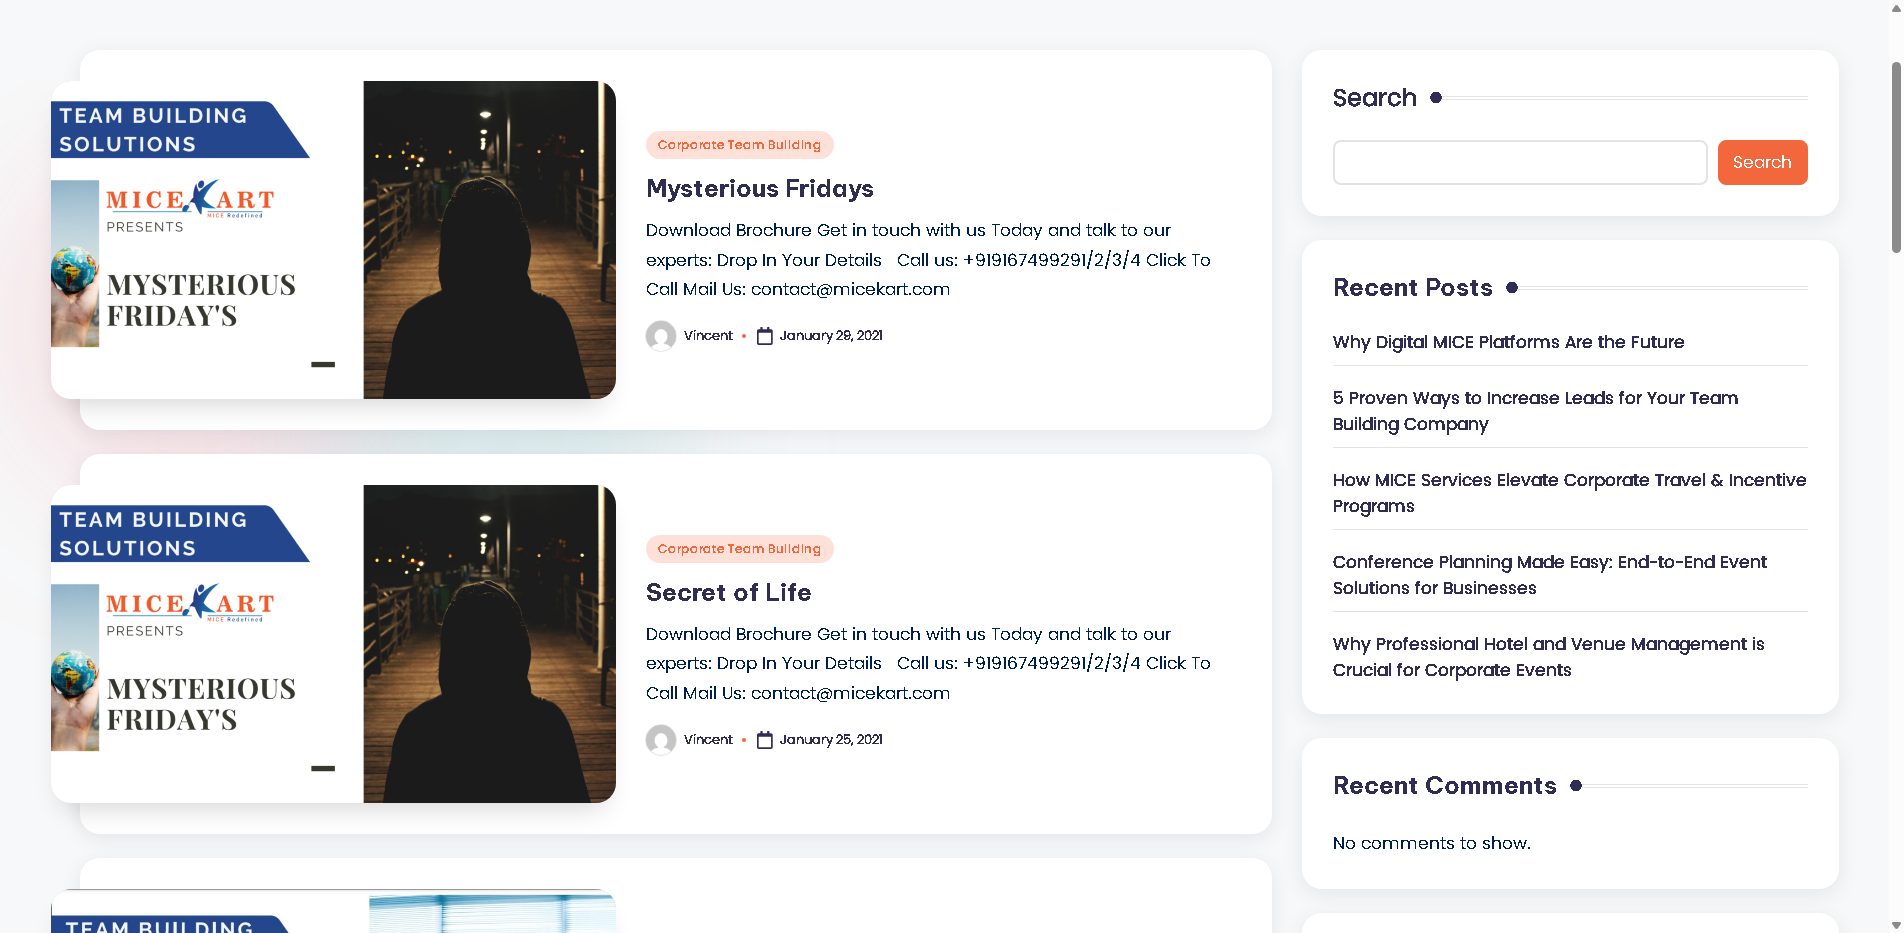 TEAM BUILDING
SOLUTIONS
MICEKART
MICE Redefined
PRESENTS
MYSTERIOUS
FRIDAY'S
Corporate Team Building
Mysterious Fridays
Download Brochure Get in touch with us Today and talk to our
experts: Drop In Your Details   Call us: +919167499291/2/3/4 Click To
Call Mail Us: contact@micekart.com
Vincent • January 29, 2021
TEAM BUILDING
SOLUTIONS
MICEKART
MICE Redefined
PRESENTS
MYSTERIOUS
FRIDAY'S
Corporate Team Building
Secret of Life
Download Brochure Get in touch with us Today and talk to our
experts: Drop In Your Details   Call us: +919167499291/2/3/4 Click To
Call Mail Us: contact@micekart.com
Vincent • January 25, 2021
TEAM BUILDING
Search
Search
Recent Posts
Why Digital MICE Platforms Are the Future
5 Proven Ways to Increase Leads for Your Team
Building Company
How MICE Services Elevate Corporate Travel & Incentive
Programs
Conference Planning Made Easy: End-to-End Event
Solutions for Businesses
Why Professional Hotel and Venue Management is
Crucial for Corporate Events
Recent Comments
No comments to show.